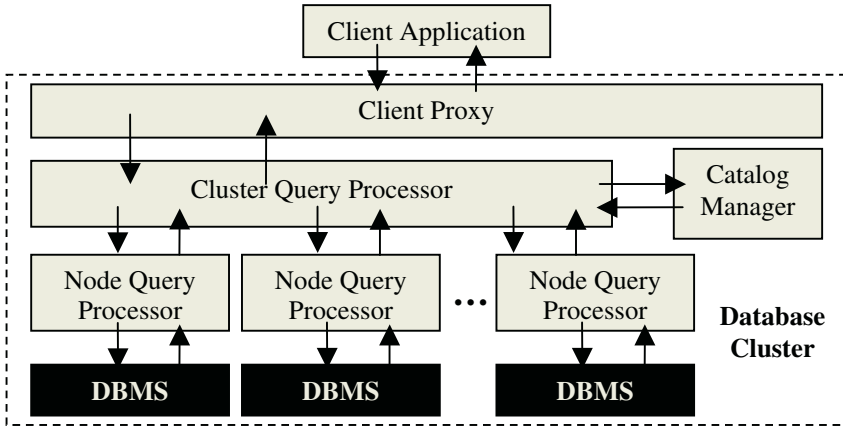 Client Application
Client Proxy
Cluster Query Processor
Catalog
Manager
Node Query
Processor
Node Query
Processor
...
Node Query
Processor
Database
Cluster
DBMS
DBMS
DBMS